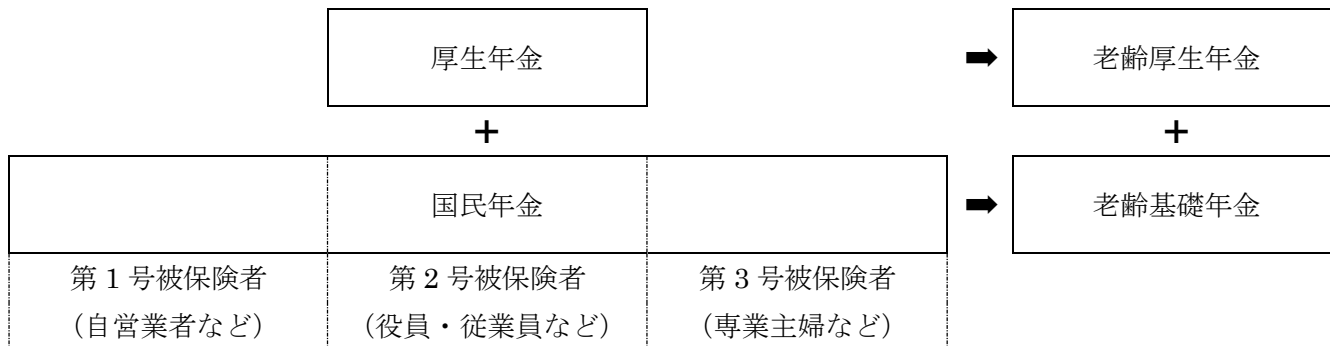 厚生年金 ➡ 老齢厚生年金
+ +
国民年金 ➡ 老齢基礎年金
第1号被保険者 第2号被保険者 第3号被保険者
（自営業者など） （役員・従業員など） （専業主婦など）